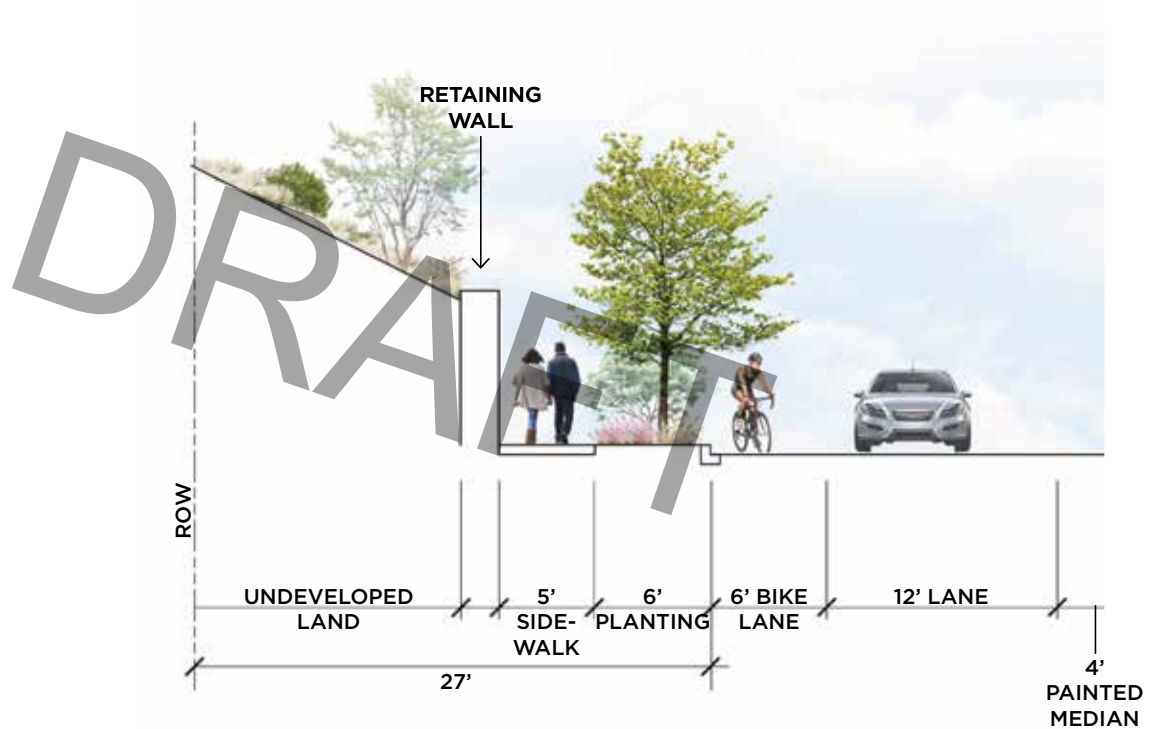 RETAINING
WALL
DRAFT
ROW
UNDEVELOPED
LAND
5’
SIDE-
WALK
6’
PLANTING
6’ BIKE
LANE
12’ LANE
27’
4’
PAINTED
MEDIAN